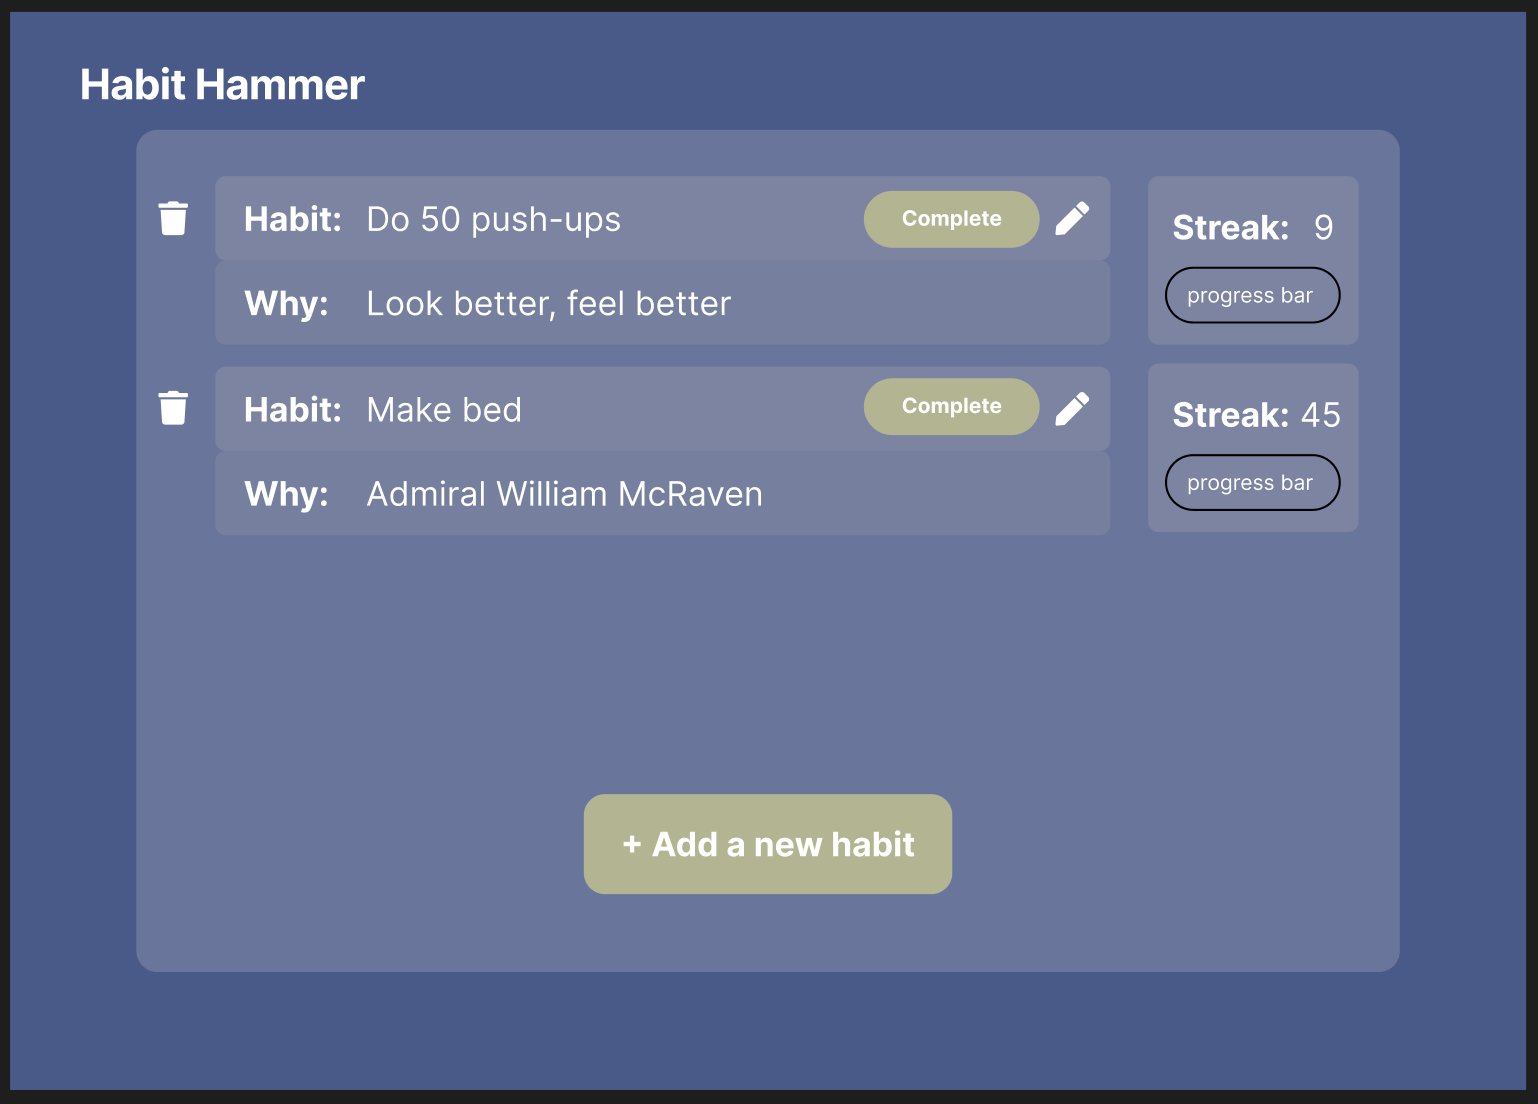 Habit Hammer
Habit: Do 50 push-ups Complete
Why: Look better, feel better
Streak: 9
progress bar
Habit: Make bed Complete
Why: Admiral William McRaven
Streak: 45
progress bar
+ Add a new habit